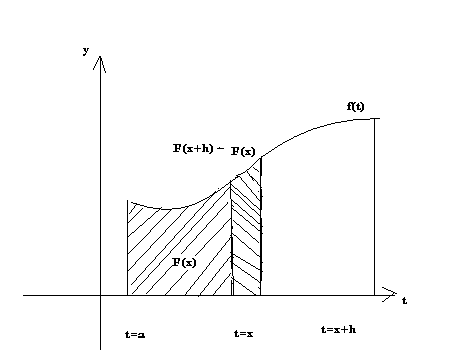 y
f(t)
F(x+h) - F(x)
F(x)
t
t=a
t=x
t=x+h